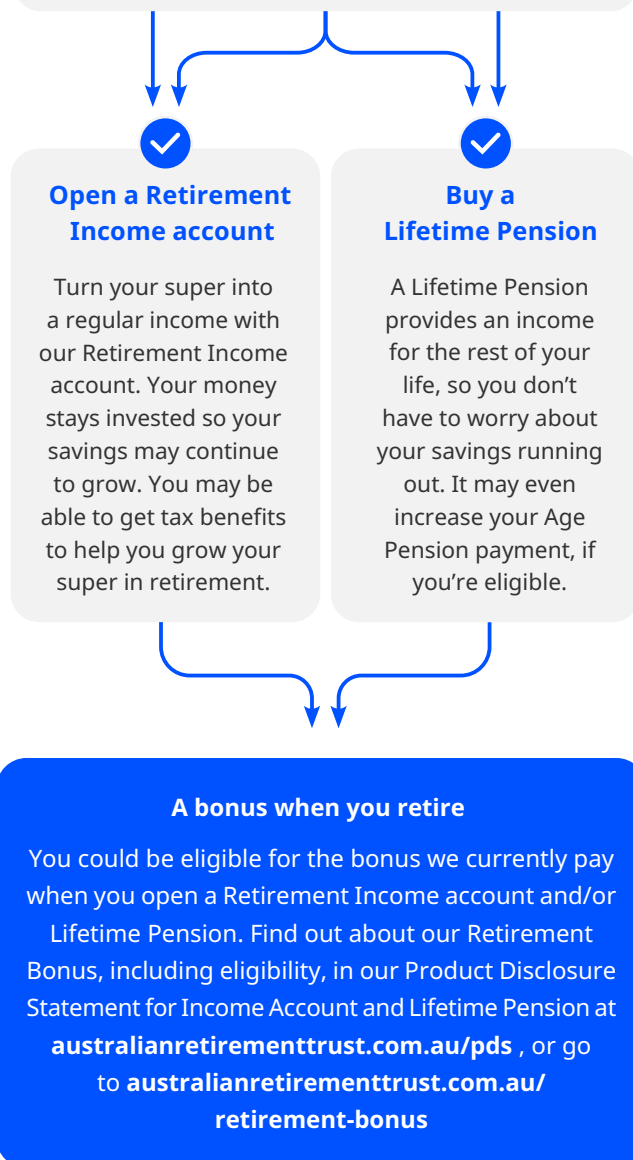 Open a Retirement
Income account
Turn your super into
a regular income with
our Retirement Income
account. Your money
stays invested so your
savings may continue
to grow. You may be
able to get tax benefits
to help you grow your
super in retirement.
Buy a
Lifetime Pension
A Lifetime Pension
provides an income
for the rest of your
life, so you don’t
have to worry about
your savings running
out. It may even
increase your Age
Pension payment, if
you’re eligible.
A bonus when you retire
You could be eligible for the bonus we currently pay
when you open a Retirement Income account and/or
Lifetime Pension. Find out about our Retirement
Bonus, including eligibility, in our Product Disclosure
Statement for Income Account and Lifetime Pension at
australianretirementtrust.com.au/pds , or go
to australianretirementtrust.com.au/
retirement-bonus